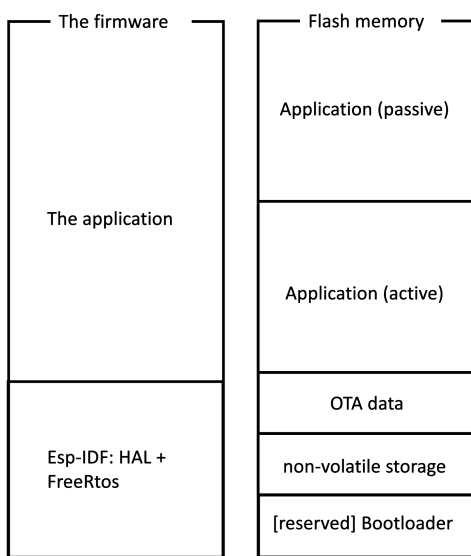 The firmware
The application
Esp-IDF: HAL +
FreeRtos
Flash memory
Application (passive)
Application (active)
OTA data
non-volatile storage
[reserved] Bootloader